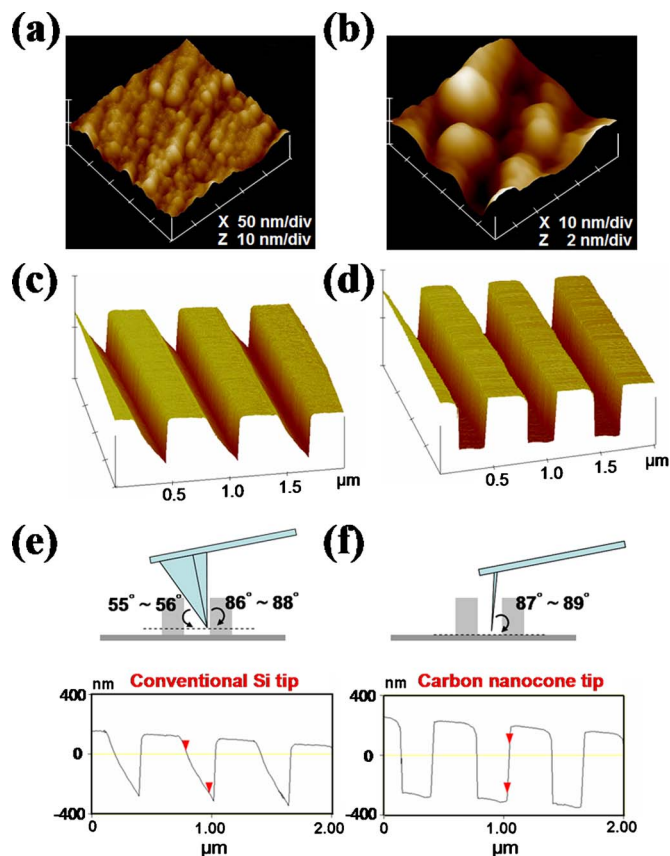 (a)
(b)
X 50 nm/div
Z 10 nm/div
X 10 nm/div
Z 2 nm/div
(c)
(d)
0.5 1.0 1.5 µm
0.5 1.0 1.5 µm
(e)
(f)
55° ~ 56° 86° ~ 88°
87° ~ 89°
nm
Conventional Si tip
400
0
-400
0 1.00 2.00
µm
nm
Carbon nanocone tip
400
0
-400
0 1.00 2.00
µm